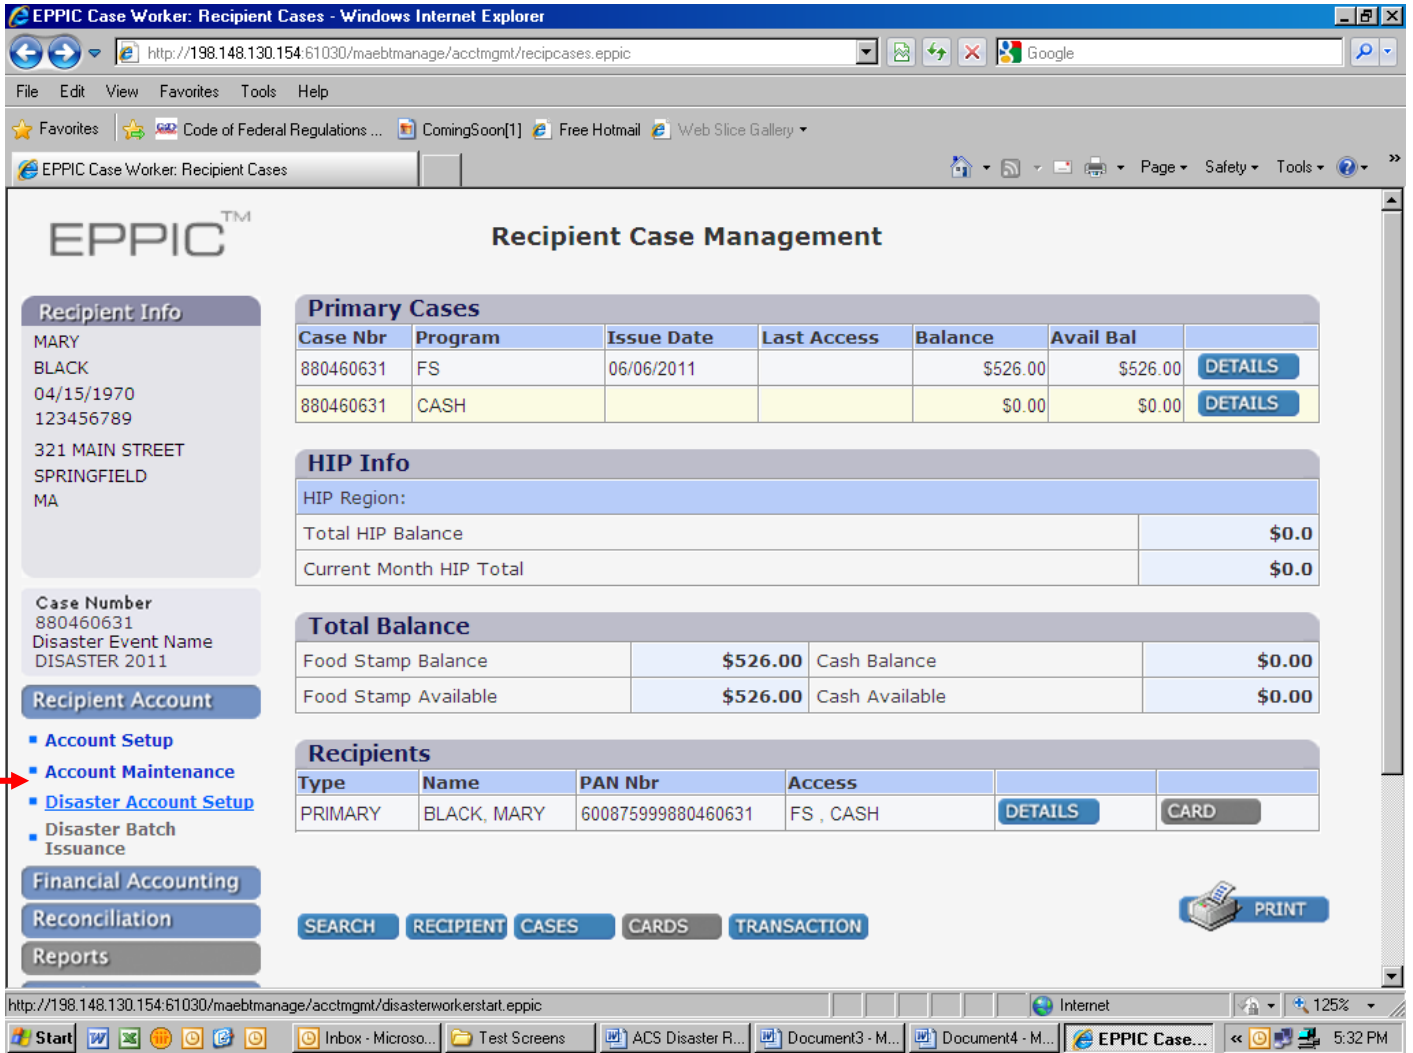 EPPIC Case Worker: Recipient Cases - Windows Internet Explorer
http://198.148.130.154:61030/maebtmanage/acctmgmt/recipcases.eppic
Google
File Edit View Favorites Tools Help
Favorites Code of Federal Regulations ... ComingSoon[1] Free Hotmail Web Slice Gallery
EPPIC Case Worker: Recipient Cases
Page Safety Tools »
EPPIC™
Recipient Case Management
Recipient Info
MARY
BLACK
04/15/1970
123456789
321 MAIN STREET
SPRINGFIELD
MA
Case Number
880460631
Disaster Event Name
DISASTER 2011
Recipient Account
Account Setup
Account Maintenance
Disaster Account Setup
Disaster Batch
Issuance
Financial Accounting
Reconciliation
Reports
Primary Cases
Case Nbr Program Issue Date Last Access Balance Avail Bal
880460631 FS 06/06/2011 $526.00 $526.00 DETAILS
880460631 CASH $0.00 $0.00 DETAILS
HIP Info
HIP Region:
Total HIP Balance $0.0
Current Month HIP Total $0.0
Total Balance
Food Stamp Balance $526.00 Cash Balance $0.00
Food Stamp Available $526.00 Cash Available $0.00
Recipients
Type Name PAN Nbr Access
PRIMARY BLACK, MARY 600875999880460631 FS , CASH DETAILS CARD
PRINT
SEARCH RECIPIENT CASES CARDS TRANSACTION
http://198.148.130.154:61030/maebtmanage/acctmgmt/disasterworkerstart.eppic Internet 125%
Start Inbox - Microso... Test Screens ACS Disaster R... Document3 - M... Document4 - M... EPPIC Case... « 5:32 PM